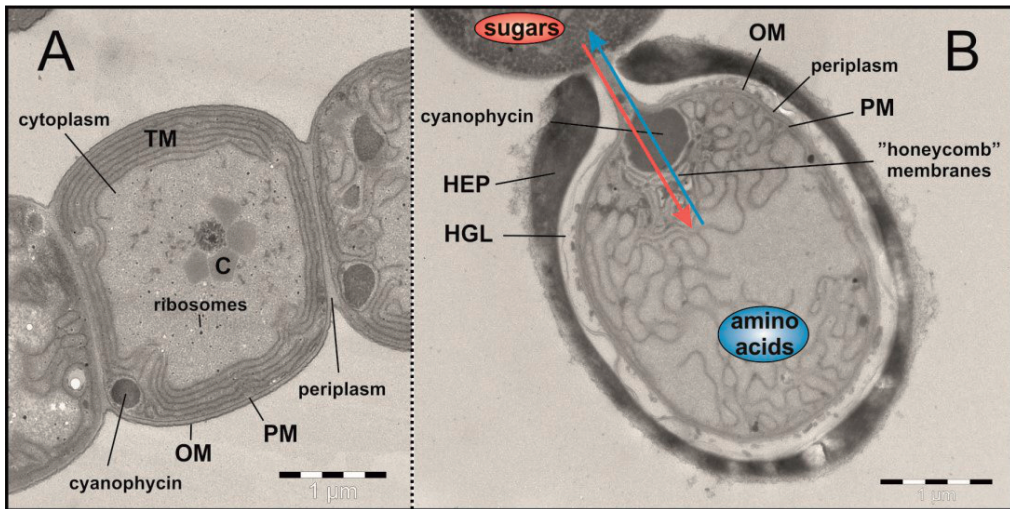 A
cytoplasm
TM
C
ribosomes
periplasm
PM
OM
cyanophycin
1 µm
sugars
B
OM
periplasm
PM
cyanophycin
”honeycomb”
membranes
HEP
HGL
amino
acids
1 µm